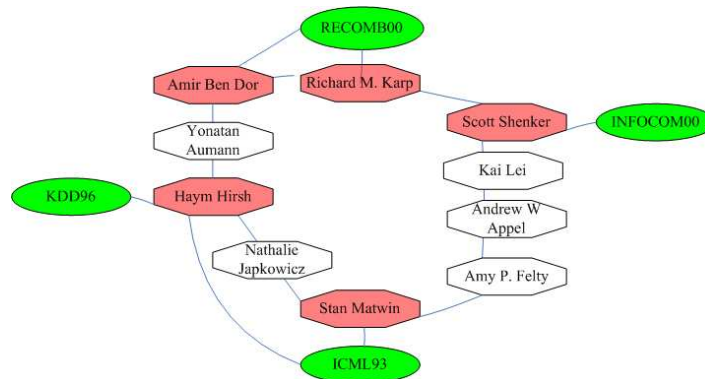 RECOMB00
Amir Ben Dor
Richard M. Karp
Scott Shenker
INFOCOM00
Yonatan
Aumann
Kai Lei
KDD96
Haym Hirsh
Andrew W
Appel
Nathalie
Japkowicz
Amy P. Felty
Stan Matwin
ICML93